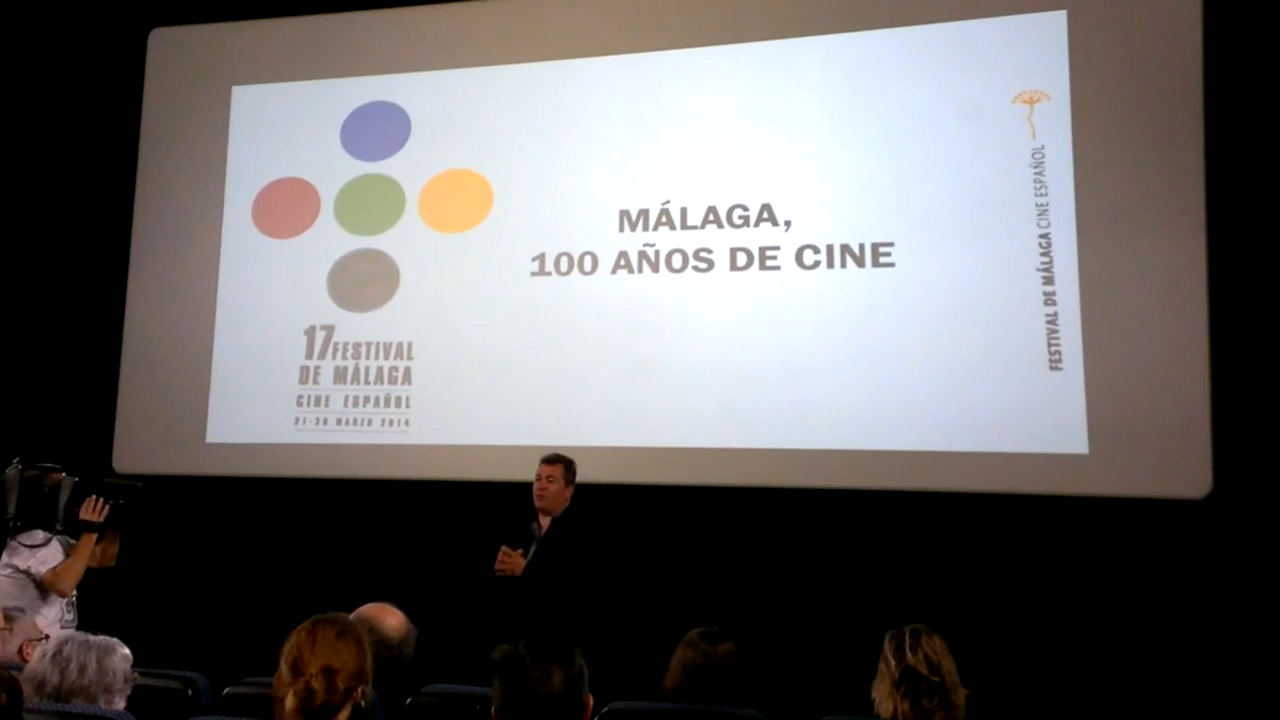 MÁLAGA,
100 AÑOS DE CINE
17 FESTIVAL
DE MÁLAGA
CINE ESPAÑOL
21-29 MARZO 2014
FESTIVAL DE MÁLAGA CINE ESPAÑOL